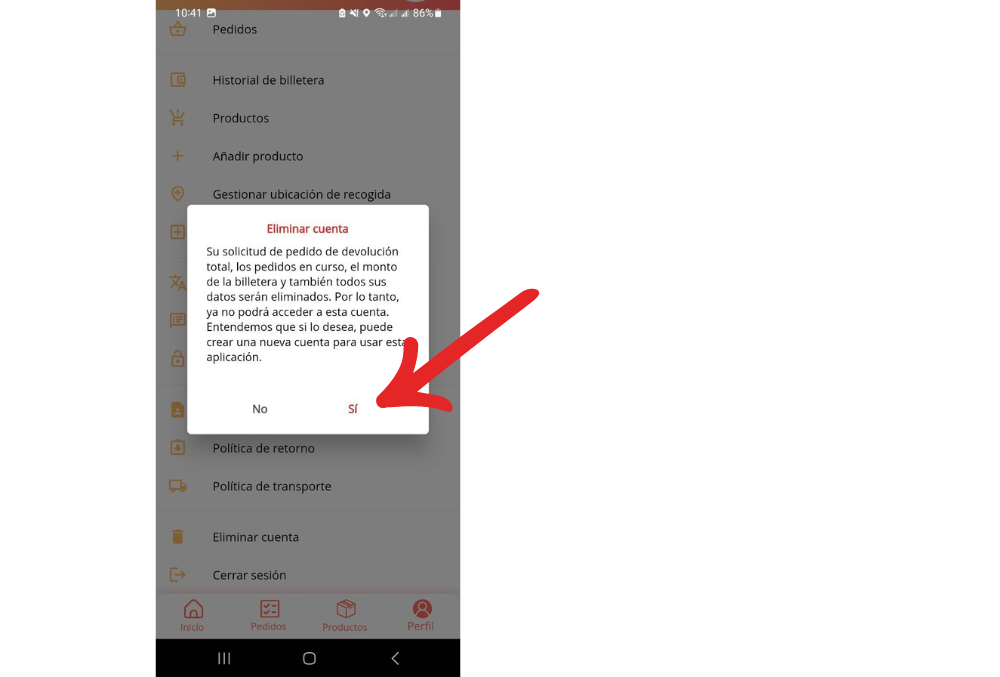 10:41 86%
Pedidos
Historial de billetera
Productos
Añadir producto
Gestionar ubicación de recogida
Eliminar cuenta
Su solicitud de pedido de devolución
total, los pedidos en curso, el monto
de la billetera y también todos sus
datos serán eliminados. Por lo tanto,
ya no podrá acceder a esta cuenta.
Entendemos que si lo desea, puede
crear una nueva cuenta para usar esta
aplicación.
No Sí
Política de retorno
Política de transporte
Eliminar cuenta
Cerrar sesión
Inicio Pedidos Productos Perfil